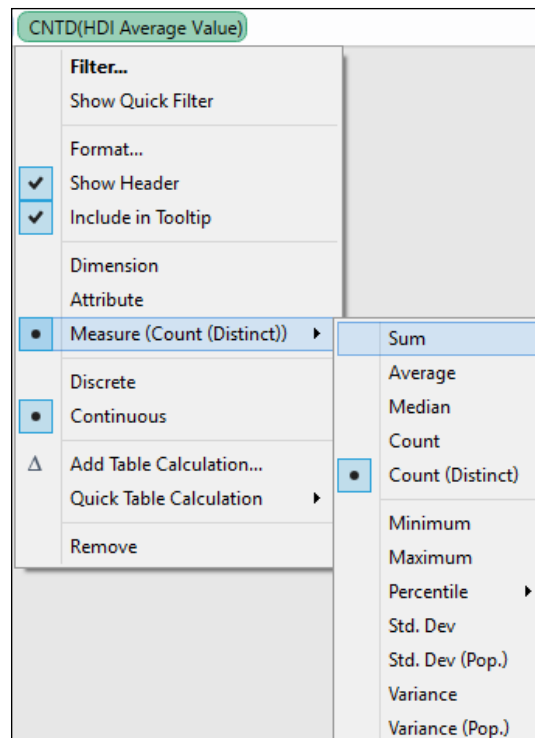 CNTD(HDI Average Value)
Filter...
Show Quick Filter
Format...
Show Header
Include in Tooltip
Dimension
Attribute
Measure (Count (Distinct))
Discrete
Continuous
Δ Add Table Calculation...
Quick Table Calculation
Remove
Sum
Average
Median
Count
Count (Distinct)
Minimum
Maximum
Percentile
Std. Dev
Std. Dev (Pop.)
Variance
Variance (Pop.)